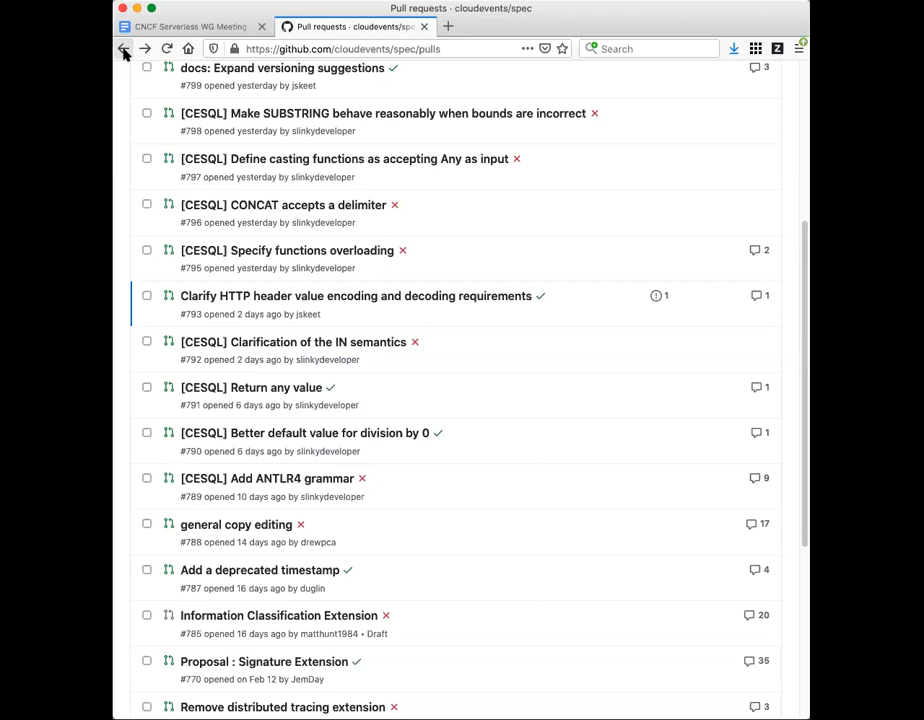 Pull requests · cloudevents/spec
CNCF Serverless WG Meeting
Pull requests · cloudevents/spec
https://github.com/cloudevents/spec/pulls
Search
Z
docs: Expand versioning suggestions
3
#799 opened yesterday by jskeet
[CESQL] Make SUBSTRING behave reasonably when bounds are incorrect
#798 opened yesterday by slinkydeveloper
[CESQL] Define casting functions as accepting Any as input
#797 opened yesterday by slinkydeveloper
[CESQL] CONCAT accepts a delimiter
#796 opened yesterday by slinkydeveloper
[CESQL] Specify functions overloading
2
#795 opened yesterday by slinkydeveloper
Clarify HTTP header value encoding and decoding requirements
1
1
#793 opened 2 days ago by jskeet
[CESQL] Clarification of the IN semantics
#792 opened 2 days ago by slinkydeveloper
[CESQL] Return any value
1
#791 opened 6 days ago by slinkydeveloper
[CESQL] Better default value for division by 0
1
#790 opened 6 days ago by slinkydeveloper
[CESQL] Add ANTLR4 grammar
9
#789 opened 10 days ago by slinkydeveloper
general copy editing
17
#788 opened 14 days ago by drewpca
Add a deprecated timestamp
4
#787 opened 16 days ago by duglin
Information Classification Extension
20
#785 opened 16 days ago by matthunt1984 • Draft
Proposal : Signature Extension
35
#770 opened on Feb 12 by JemDay
Remove distributed tracing extension
3